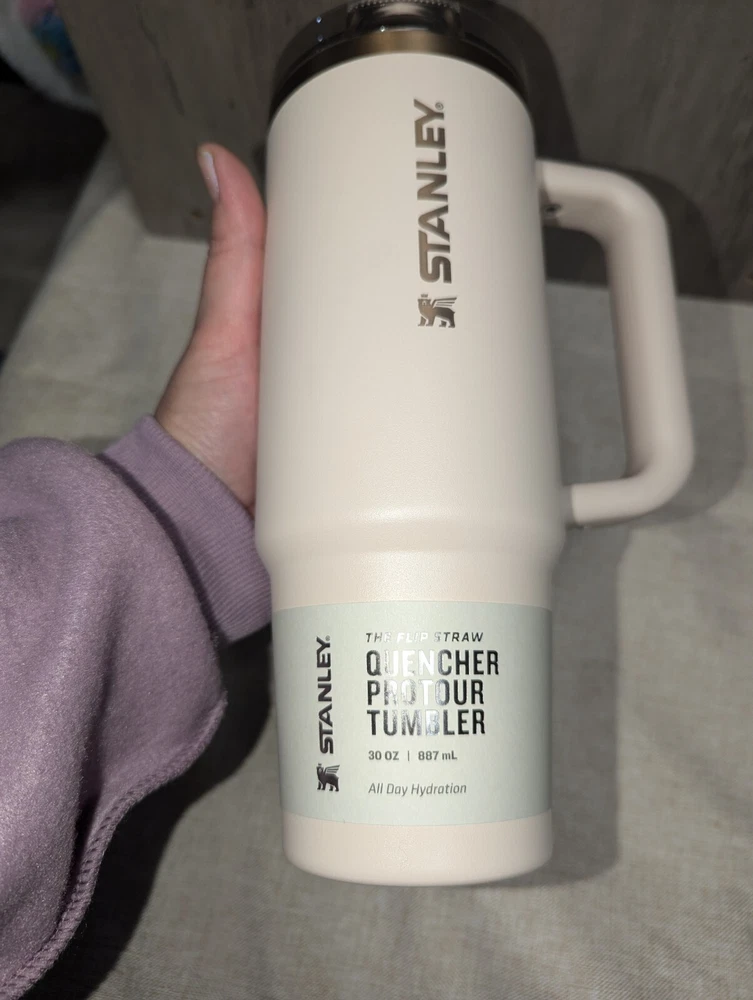 STANLEY®
STANLEY®
THE FLIP STRAW
QUENCHER
PROTOUR
TUMBLER
30 OZ | 887 mL
All Day Hydration